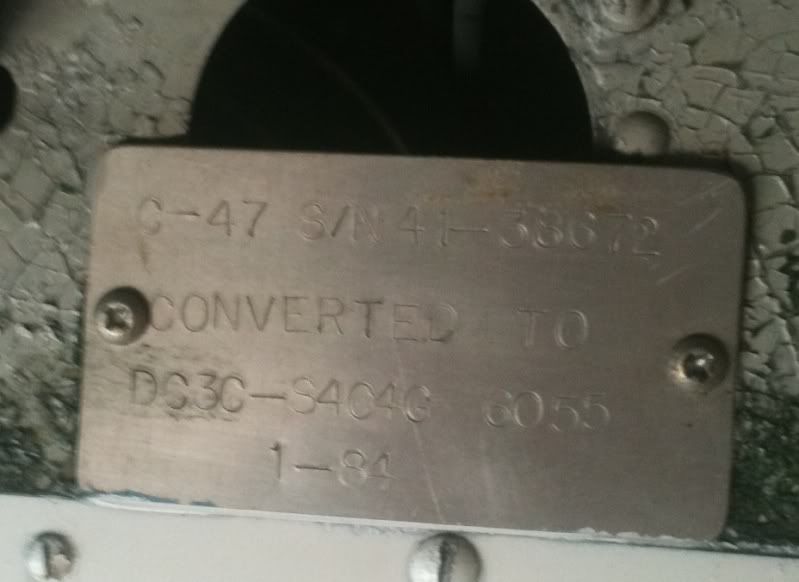 C-47 S/N 41-38672
CONVERTED TO
DC3C-S4C4G 6055
1-84